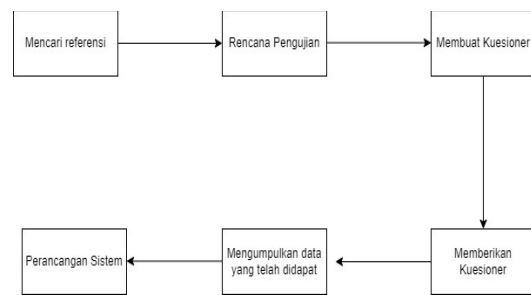 Mencari referensi
Rencana Pengujian
Membuat Kuesioner
Memberikan
Kuesioner
Mengumpulkan data
yang telah didapat
Perancangan Sistem